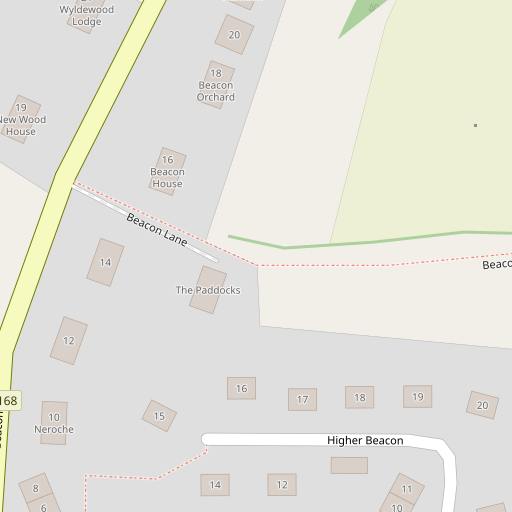 Wyldewood
Lodge
20
18
Beacon
Orchard
19
New Wood
House
16
Beacon
House
Beacon Lane
14
The Paddocks
12
168
10
Neroche
15
16
17
18
19
20
Higher Beacon
14
12
11
10
8
6